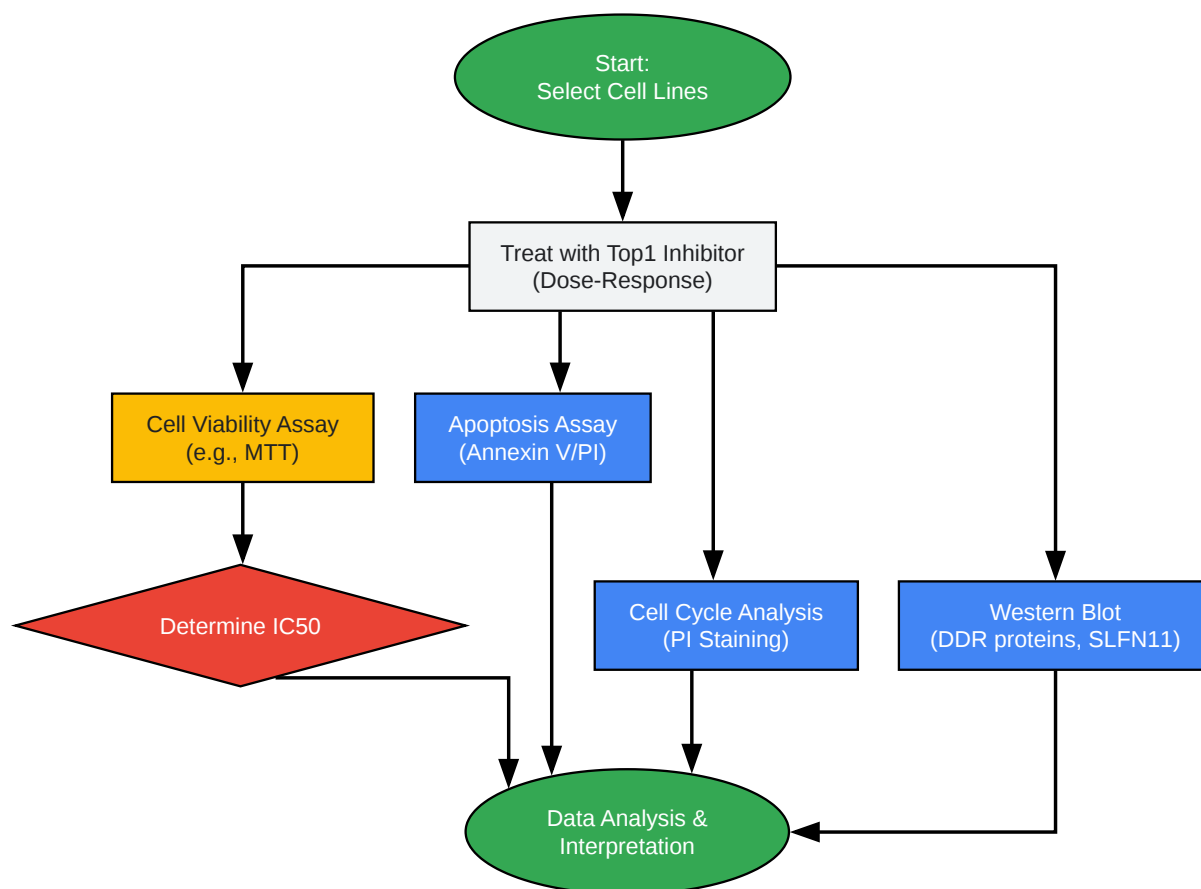 Start:
Select Cell Lines
Treat with Top1 Inhibitor
(Dose-Response)
Cell Viability Assay
(e.g., MTT)
Apoptosis Assay
(Annexin V/PI)
Determine IC50
Cell Cycle Analysis
(PI Staining)
Western Blot
(DDR proteins, SLFN11)
Data Analysis &
Interpretation